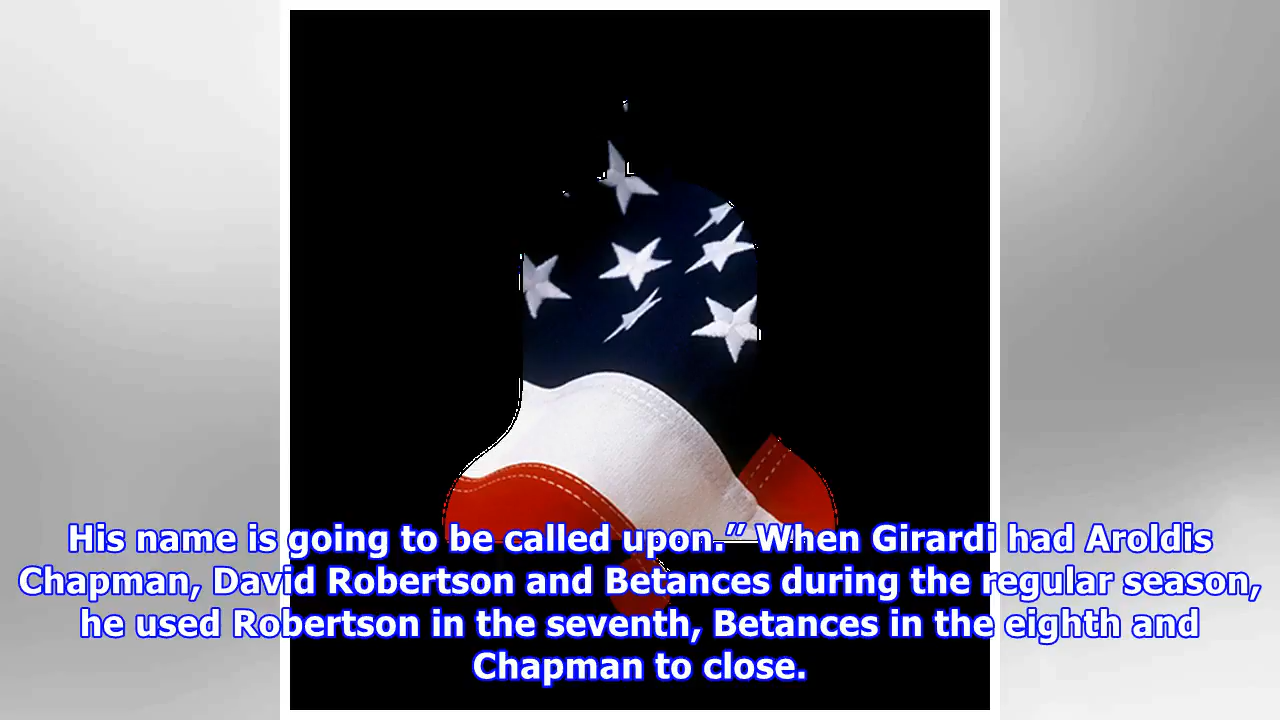 His name is going to be called upon.” When Girardi had Aroldis
Chapman, David Robertson and Betances during the regular season,
he used Robertson in the seventh, Betances in the eighth and
Chapman to close.